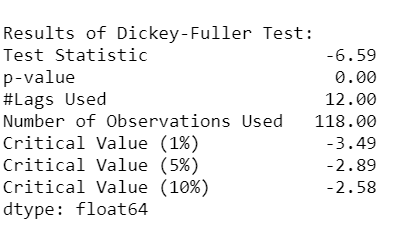 Results of Dickey-Fuller Test:
Test Statistic -6.59
p-value 0.00
#Lags Used 12.00
Number of Observations Used 118.00
Critical Value (1%) -3.49
Critical Value (5%) -2.89
Critical Value (10%) -2.58
dtype: float64